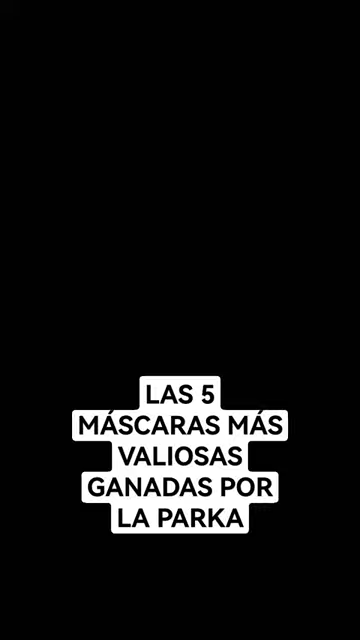 LAS 5
MÁSCARAS MÁS
VALIOSAS
GANADAS POR
LA PARKA